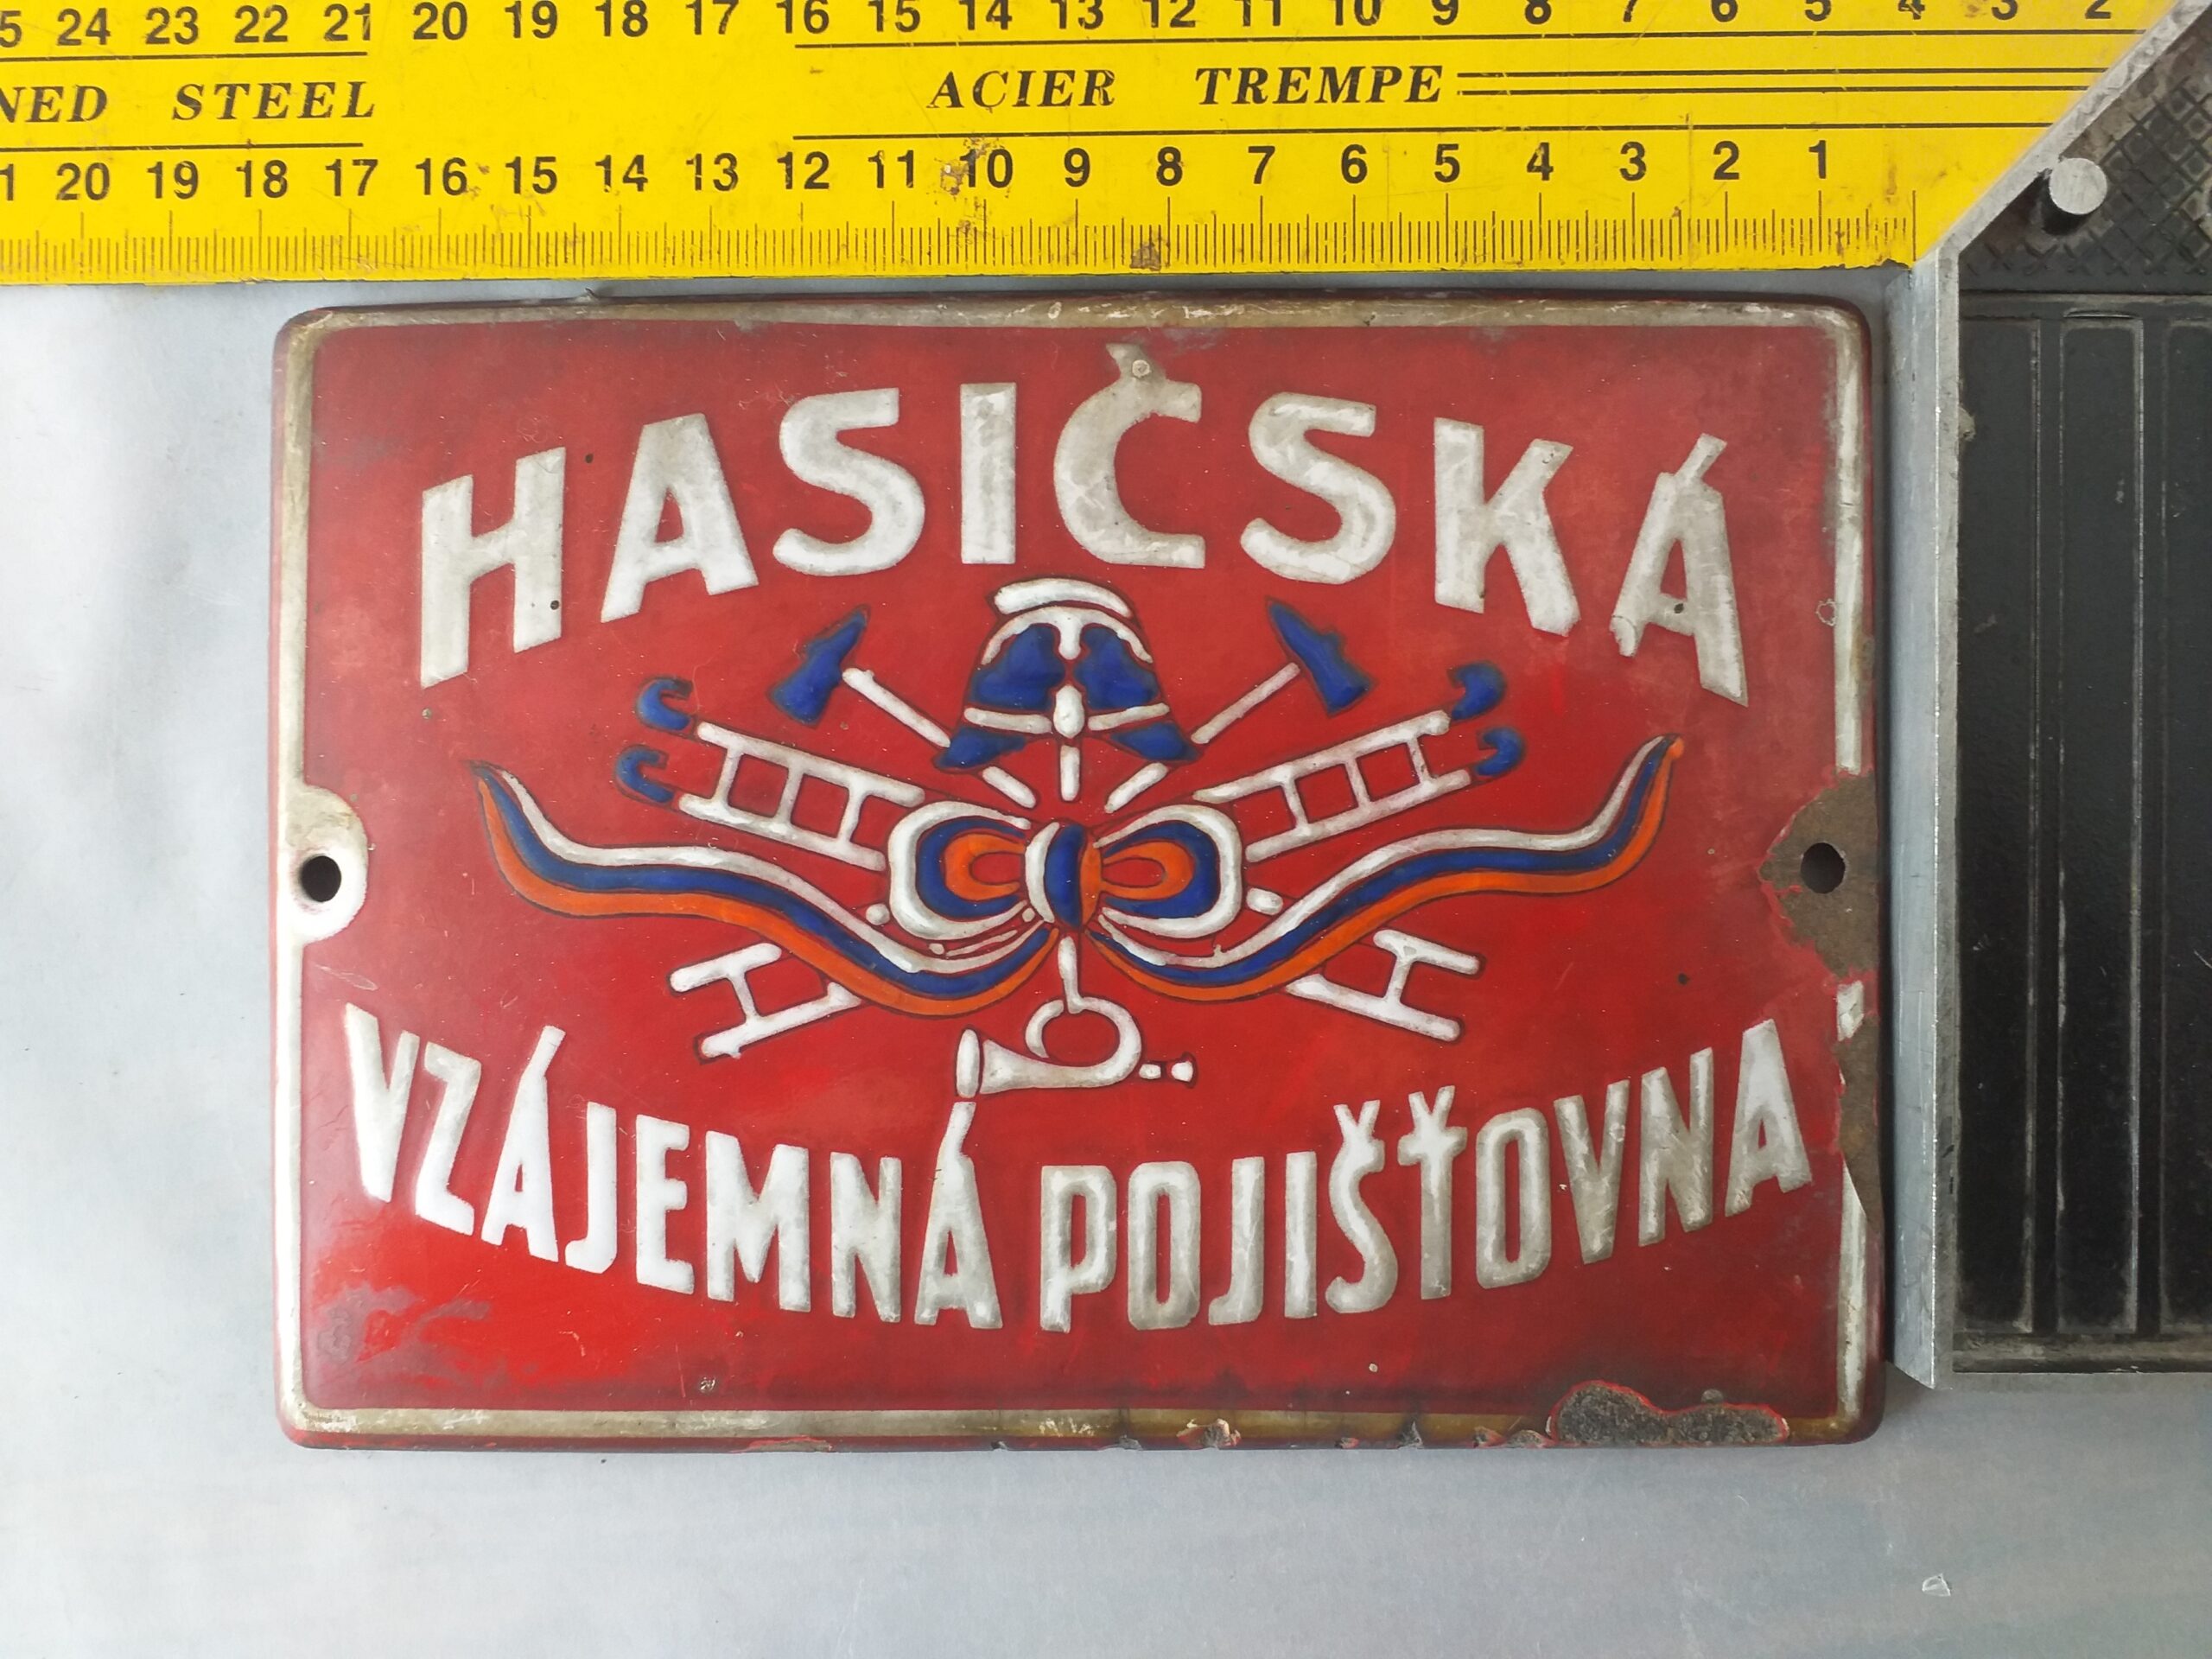 5 24 23 22 21 20 19 18 17 16 15 14 13 12 11 10 9 8 7 6 5 4 3 2
NED STEEL ACIER TREMPE
1 20 19 18 17 16 15 14 13 12 11 10 9 8 7 6 5 4 3 2 1
HASIČSKÁ
VZÁJEMNÁ POJIŠŤOVNA